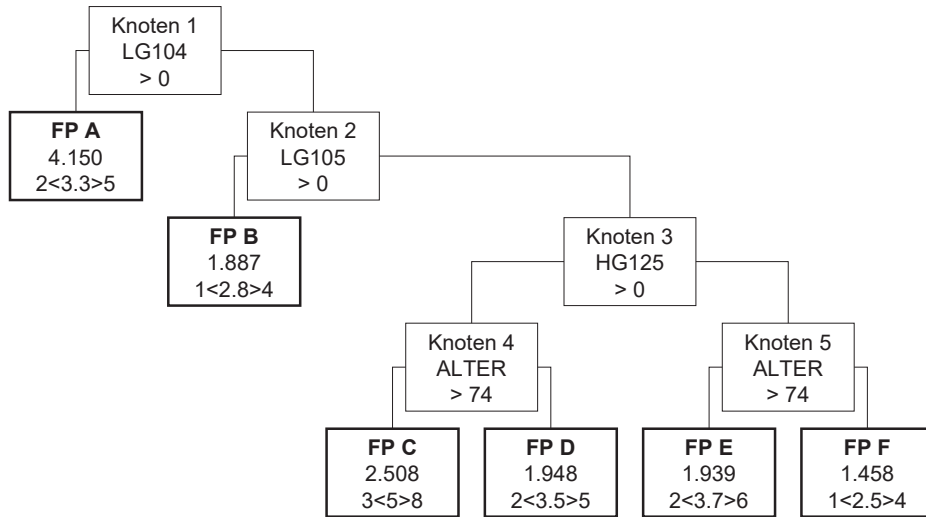 Knoten 1
LG104
> 0
FP A
4.150
2<3.3>5
Knoten 2
LG105
> 0
FP B
1.887
1<2.8>4
Knoten 3
HG125
> 0
Knoten 4
ALTER
> 74
Knoten 5
ALTER
> 74
FP C
2.508
3<5>8
FP D
1.948
2<3.5>5
FP E
1.939
2<3.7>6
FP F
1.458
1<2.5>4